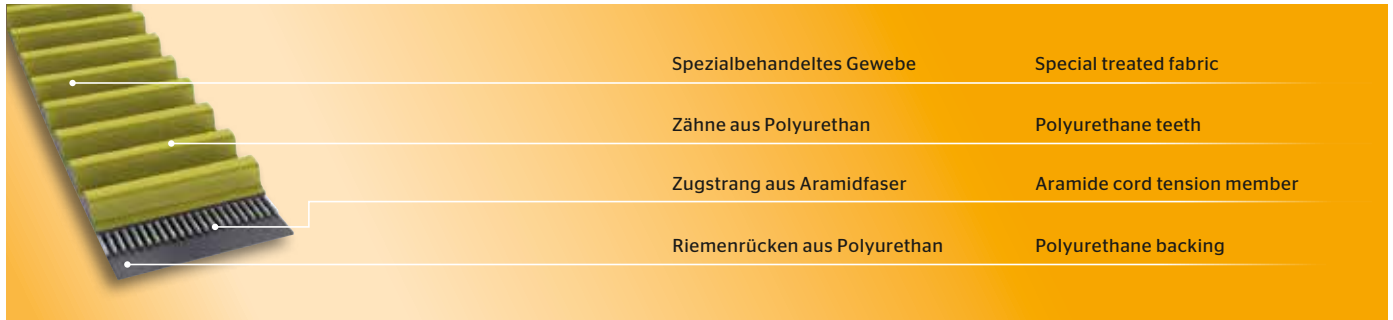 Spezialbehandeltes Gewebe Special treated fabric
Zähne aus Polyurethan Polyurethane teeth
Zugstrang aus Aramidfaser Aramide cord tension member
Riemenrücken aus Polyurethan Polyurethane backing